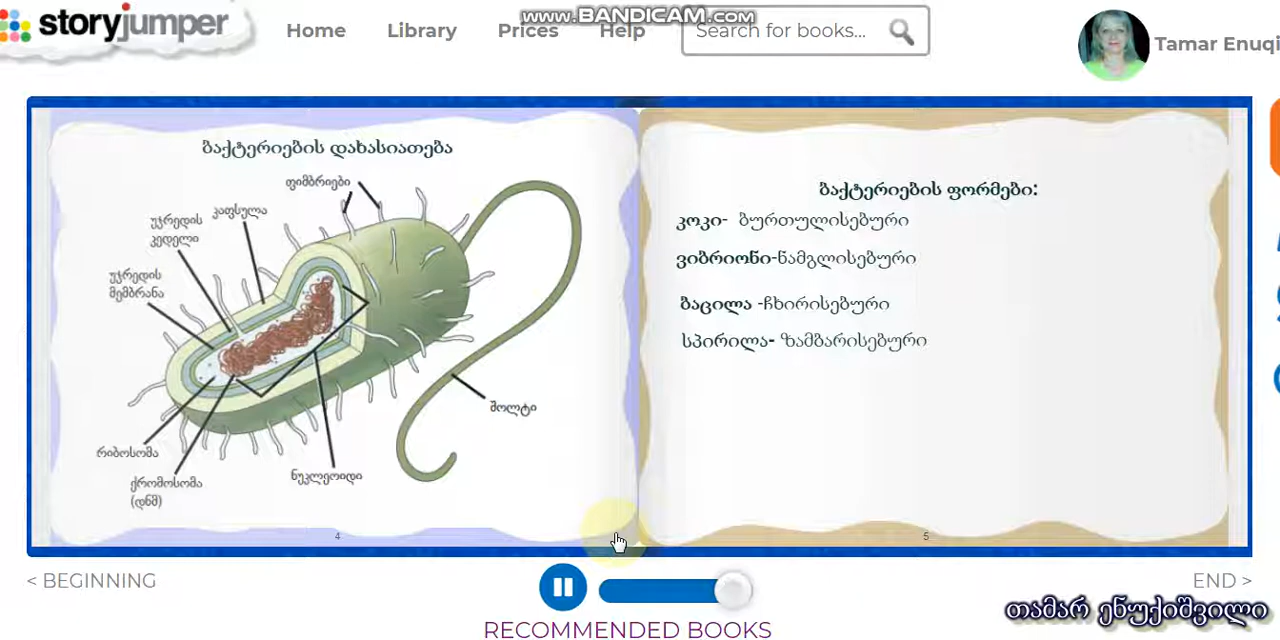 www.BANDICAM.com
storyjumper
Home
Library
Prices
Help
Search for books...
Tamar Enuqi
ბაქტერიების დახასიათება
ფიმბრიები
კაფსულა
უჯრედის
კედელი
უჯრედის
მემბრანა
შოლტი
რიბოსომა
ქრომოსომა
(დნმ)
ნუკლეოიდი
4
ბაქტერიების ფორმები:
კოკი- ბურთულისებური
ვიბრიონი-ნამგლისებური
ბაცილა -ჩხირისებური
სპირილა- ზამბარისებური
5
< BEGINNING
END >
RECOMMENDED BOOKS
თამარ ენუქიშვილი